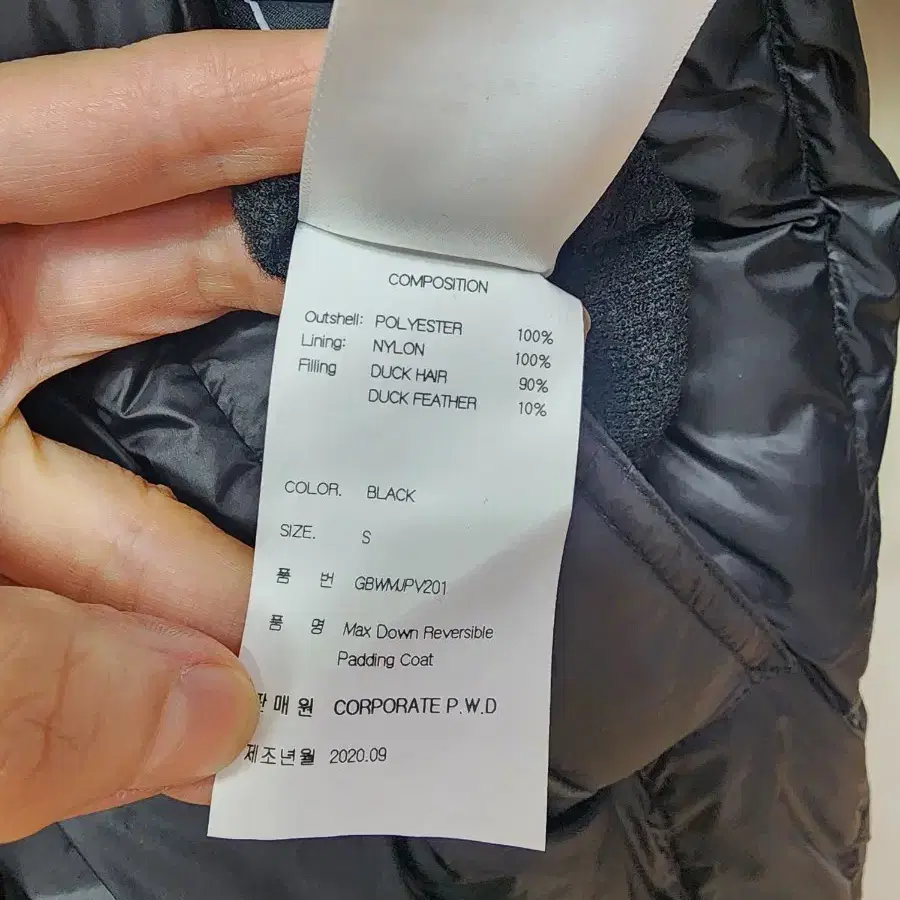 COMPOSITION
Outshell: POLYESTER 100%
Lining: NYLON 100%
Filling DUCK HAIR 90%
DUCK FEATHER 10%
COLOR. BLACK
SIZE. S
품 번 GBWMJPV201
품 명 Max Down Reversible
Padding Coat
판 매 원 CORPORATE P.W.D
제조년월 2020.09